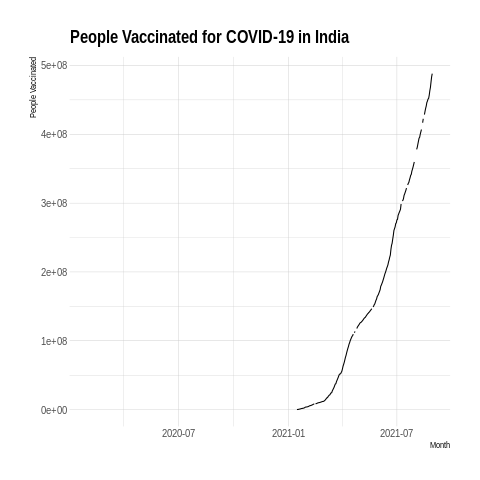 People Vaccinated for COVID-19 in India
People Vaccinated
5e+08
4e+08
3e+08
2e+08
1e+08
0e+00
2020-07 2021-01 2021-07
Month